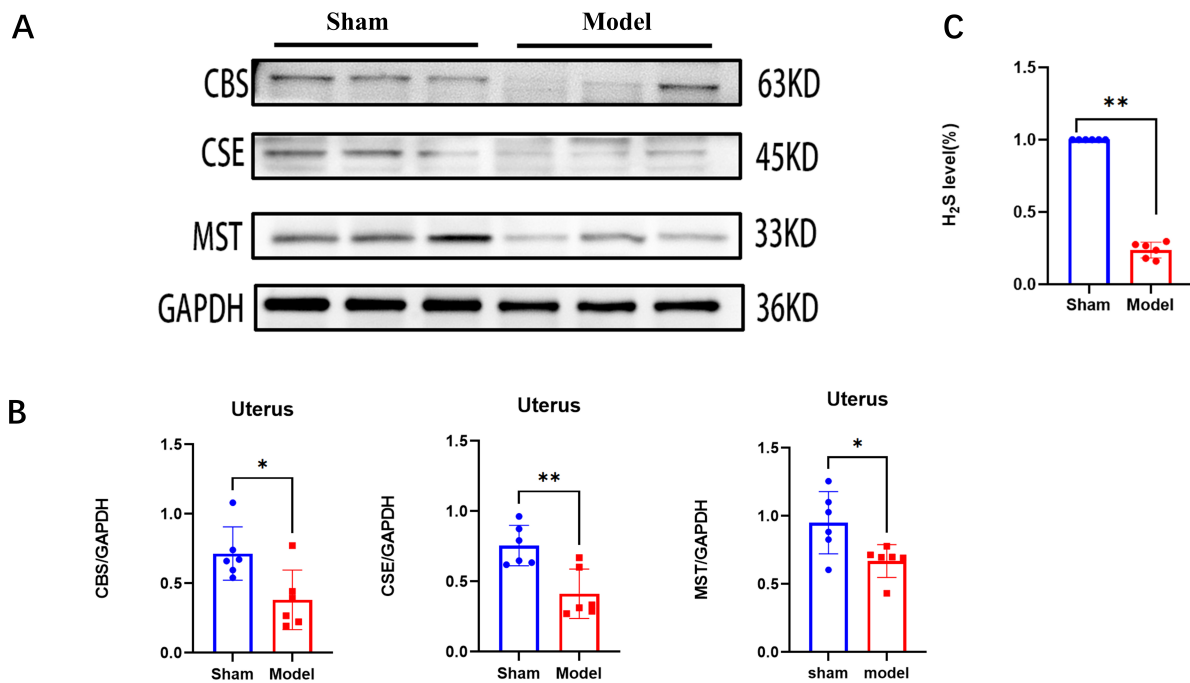 A
Sham
Model
CBS
63KD
CSE
45KD
MST
33KD
GAPDH
36KD
C
1.5
1.0
0.5
0.0
H₂S level(%)
**
Sham
Model
B
Uterus
1.5
1.0
0.5
0.0
CBS/GAPDH
*
Sham
Model
Uterus
1.5
1.0
0.5
0.0
CSE/GAPDH
**
Sham
Model
Uterus
1.5
1.0
0.5
0.0
MST/GAPDH
*
sham
model